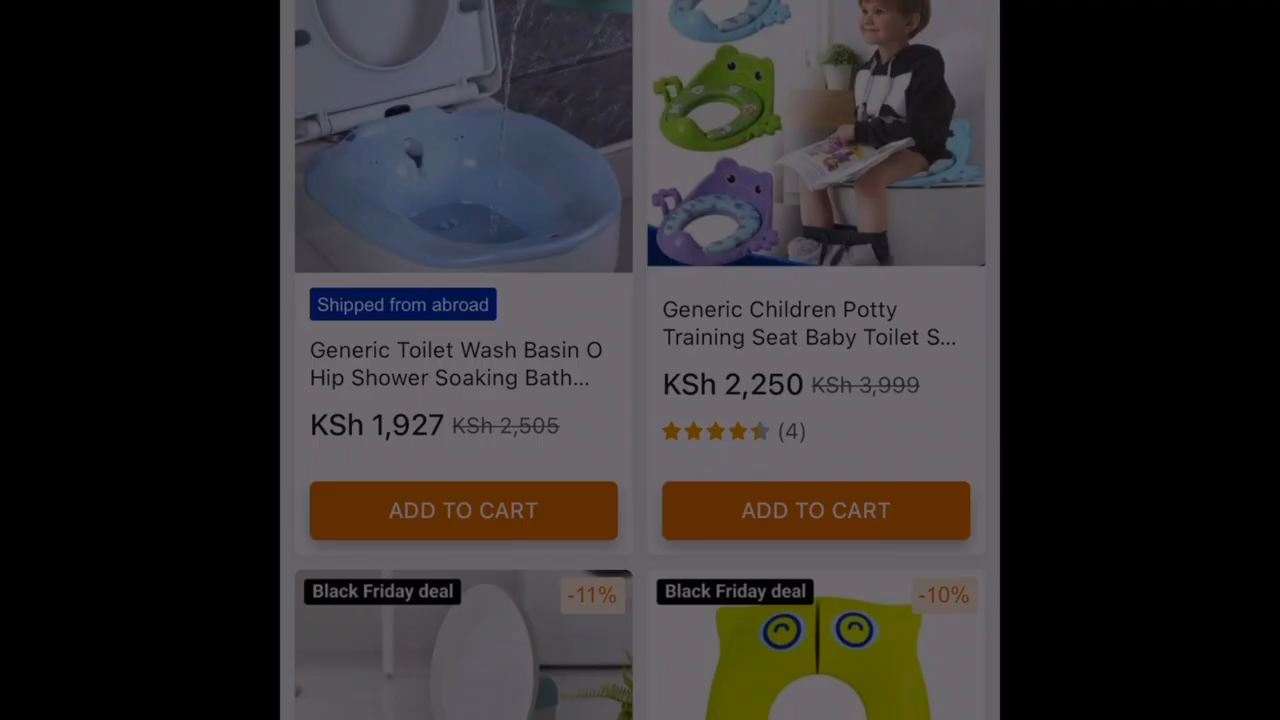 Shipped from abroad
Generic Toilet Wash Basin O
Hip Shower Soaking Bath...
KSh 1,927 KSh 2,505
ADD TO CART
Generic Children Potty
Training Seat Baby Toilet S...
KSh 2,250 KSh 3,999
(4)
ADD TO CART
Black Friday deal
-11%
Black Friday deal
-10%